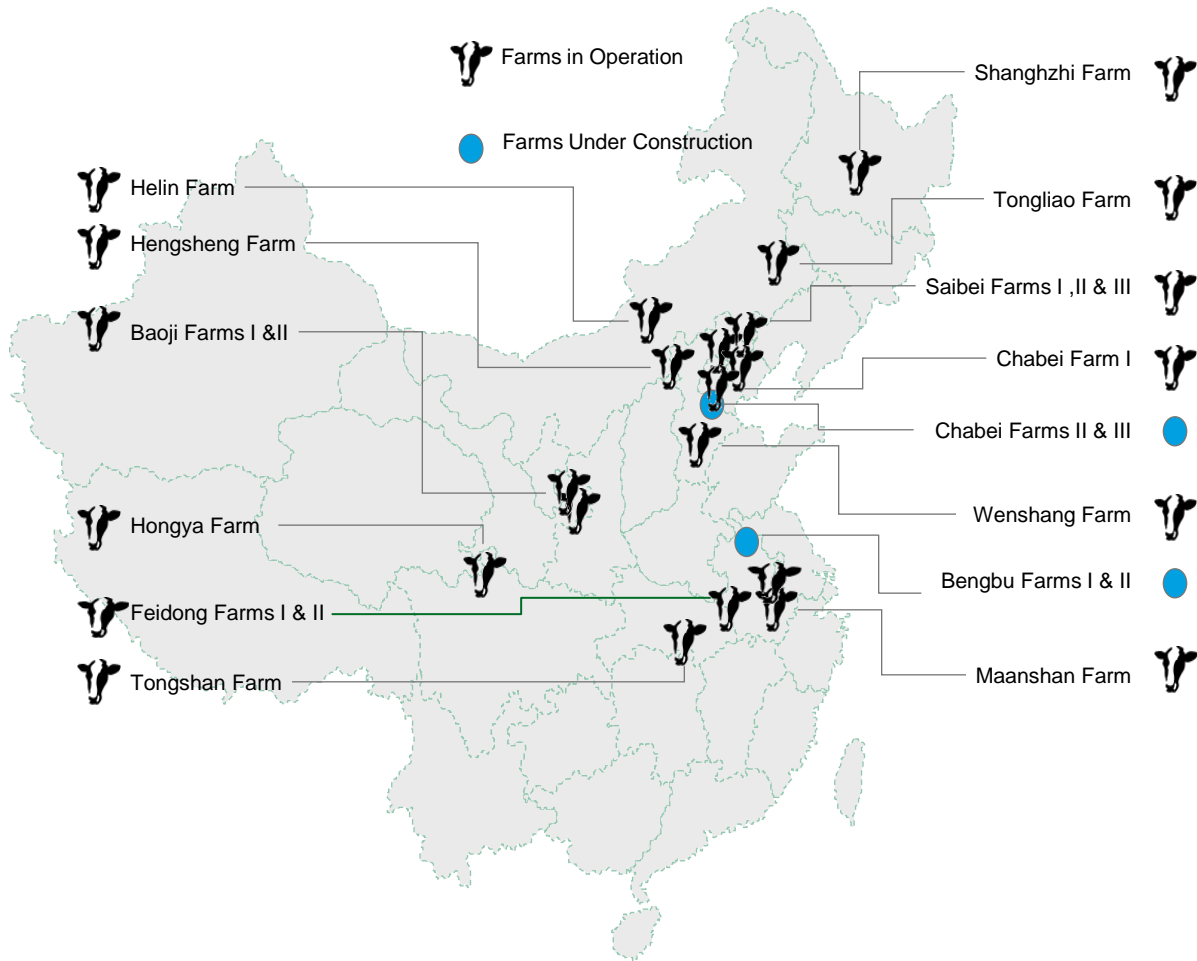 Farms in Operation
Farms Under Construction
Helin Farm
Hengsheng Farm
Baoji Farms I &II
Hongya Farm
Feidong Farms I & II
Tongshan Farm
Shanghzhi Farm
Tongliao Farm
Saibei Farms I ,II & III
Chabei Farm I
Chabei Farms II & III
Wenshang Farm
Bengbu Farms I & II
Maanshan Farm